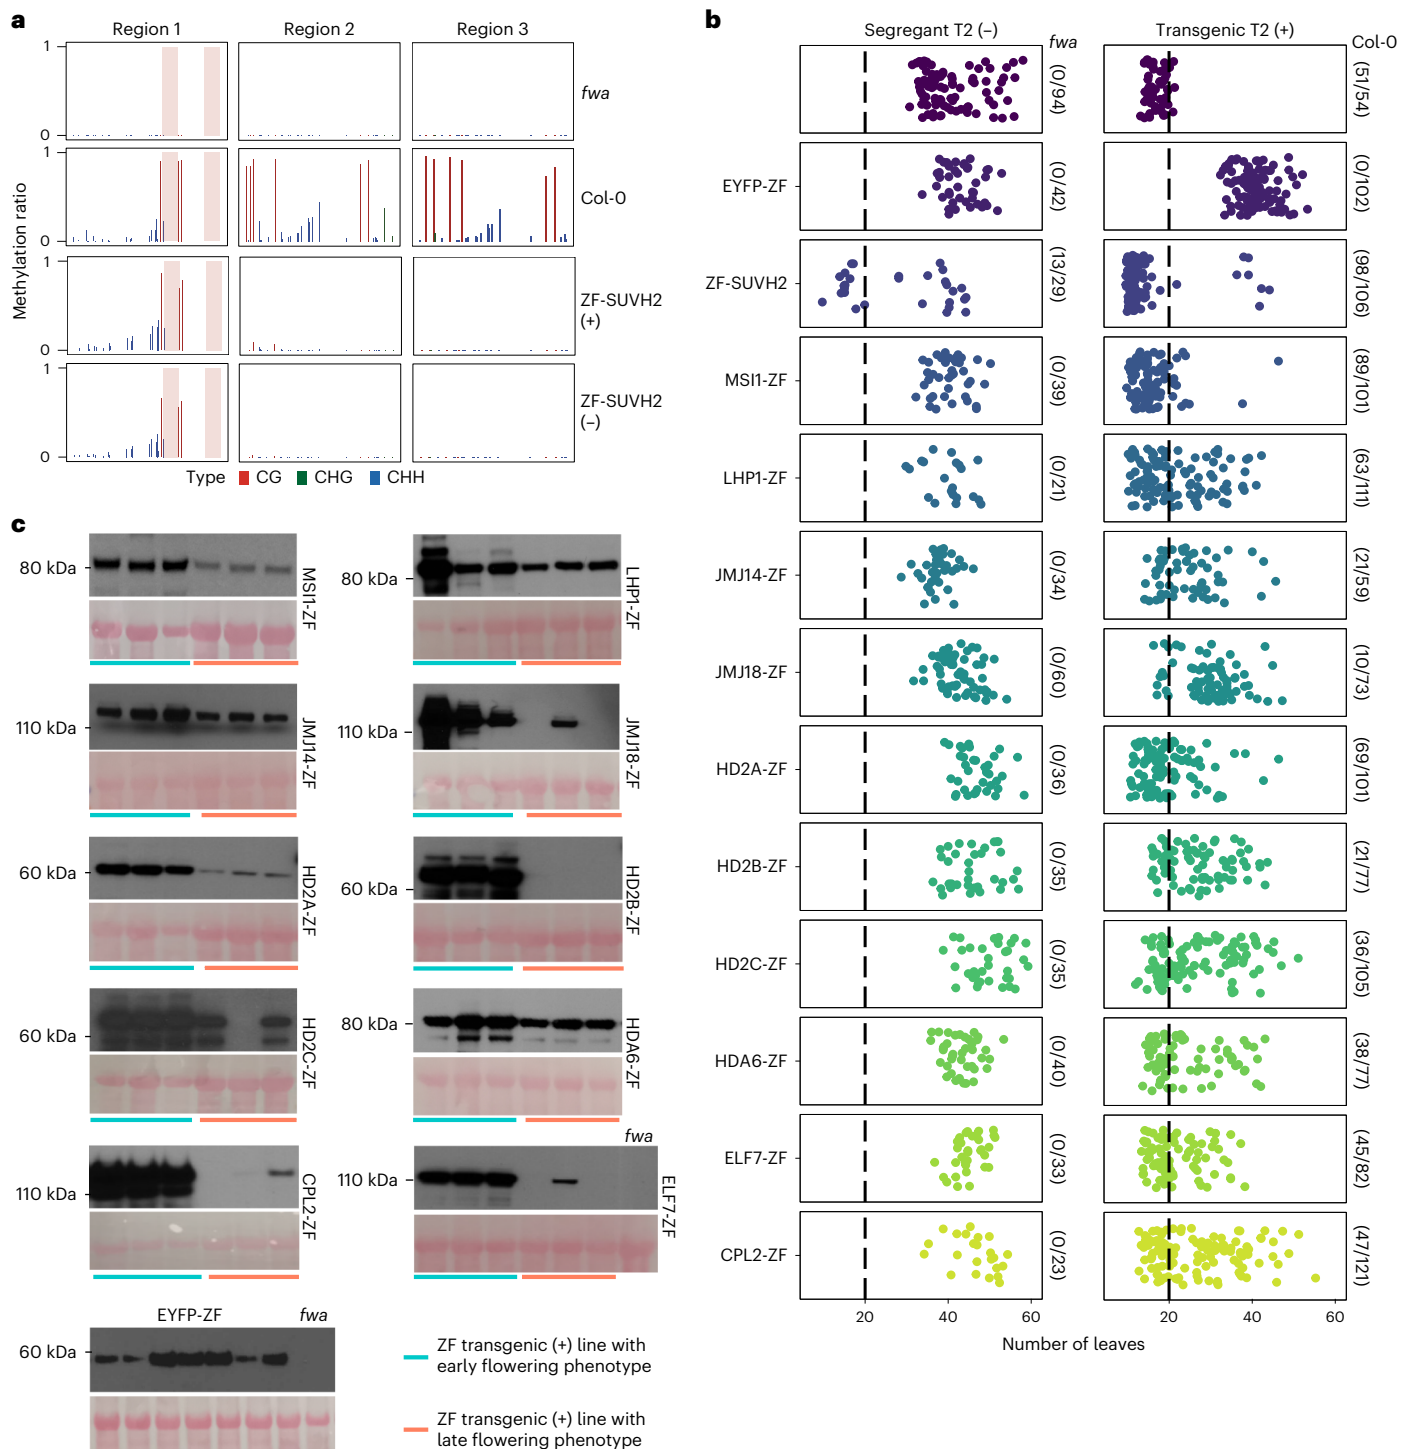 a
Region 1
Region 2
Region 3
1
0
fwa
1
0
Col-0
1
0
ZF-SUVH2
(+)
1
0
ZF-SUVH2
(–)
Methylation ratio
Type
CG
CHG
CHH
b
Segregant T2 (–)
fwa
Transgenic T2 (+)
Col-0
(0/94)
(51/54)
EYFP-ZF
(0/42)
(0/102)
ZF-SUVH2
(13/29)
(98/106)
MSI1-ZF
(0/39)
(89/101)
LHP1-ZF
(0/21)
(63/111)
JMJ14-ZF
(0/34)
(21/59)
JMJ18-ZF
(0/60)
(10/73)
HD2A-ZF
(0/36)
(69/101)
HD2B-ZF
(0/35)
(21/77)
HD2C-ZF
(0/35)
(36/105)
HDA6-ZF
(0/40)
(38/77)
ELF7-ZF
(0/33)
(45/82)
CPL2-ZF
(0/23)
(47/121)
20
40
60
20
40
60
Number of leaves
c
80 kDa
MSI1-ZF
80 kDa
LHP1-ZF
110 kDa
JMJ14-ZF
110 kDa
JMJ18-ZF
60 kDa
HD2A-ZF
60 kDa
HD2B-ZF
60 kDa
HD2C-ZF
80 kDa
HDA6-ZF
110 kDa
CPL2-ZF
fwa
110 kDa
ELF7-ZF
EYFP-ZF
fwa
60 kDa
ZF transgenic (+) line with
early flowering phenotype
ZF transgenic (+) line with
late flowering phenotype